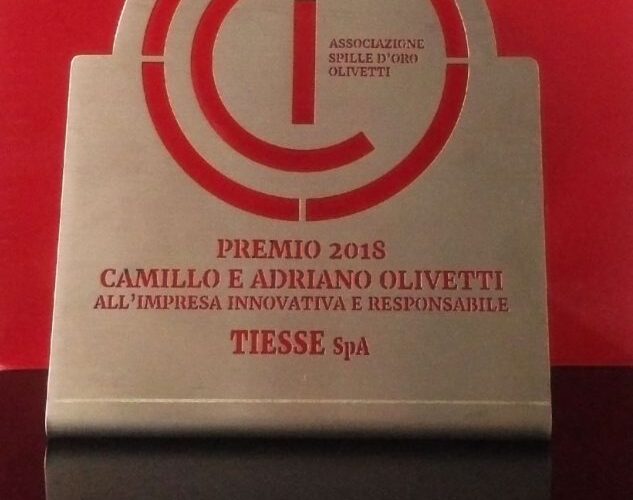 ASSOCIAZIONE
SPILLE D'ORO
OLIVETTI
PREMIO 2018
CAMILLO E ADRIANO OLIVETTI
ALL'IMPRESA INNOVATIVA E RESPONSABILE
TIESSE SpA